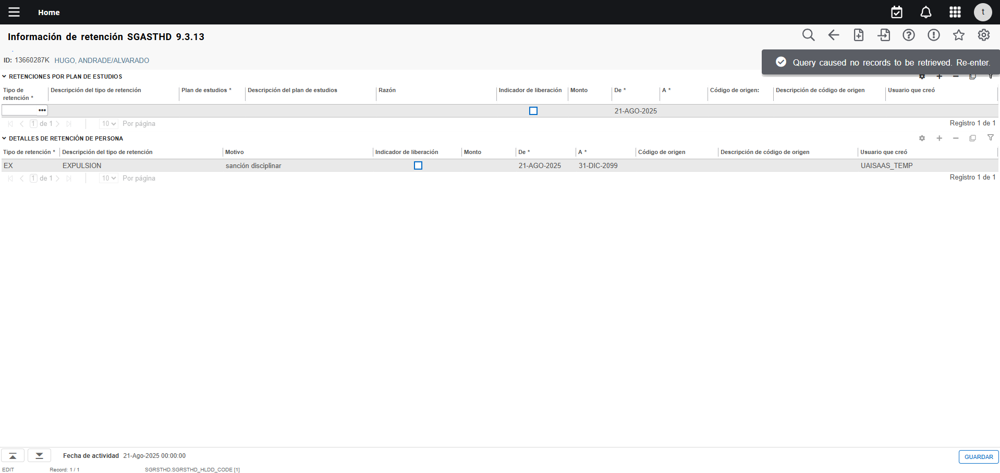 Home
t
Información de retención SGASTHD 9.3.13
ID: 13660287K HUGO, ANDRADE/ALVARADO
Query caused no records to be retrieved. Re-enter.
RETENCIONES POR PLAN DE ESTUDIOS
Tipo de retención * Descripción del tipo de retención Plan de estudios * Descripción del plan de estudios Razón Indicador de liberación Monto De * A * Código de origen: Descripción de código de origen Usuario que creó
21-AGO-2025
1 de 1 10 Por página Registro 1 de 1
DETALLES DE RETENCIÓN DE PERSONA
Tipo de retención * Descripción del tipo de retención Motivo Indicador de liberación Monto De * A * Código de origen Descripción de código de origen Usuario que creó
EX EXPULSION sanción disciplinar 21-AGO-2025 31-DIC-2099 UAISAAS_TEMP
1 de 1 10 Por página Registro 1 de 1
Fecha de actividad 21-Ago-2025 00:00:00 GUARDAR
EDIT Record: 1 / 1 SGRSTHD.SGRSTHD_HLDD_CODE [1]